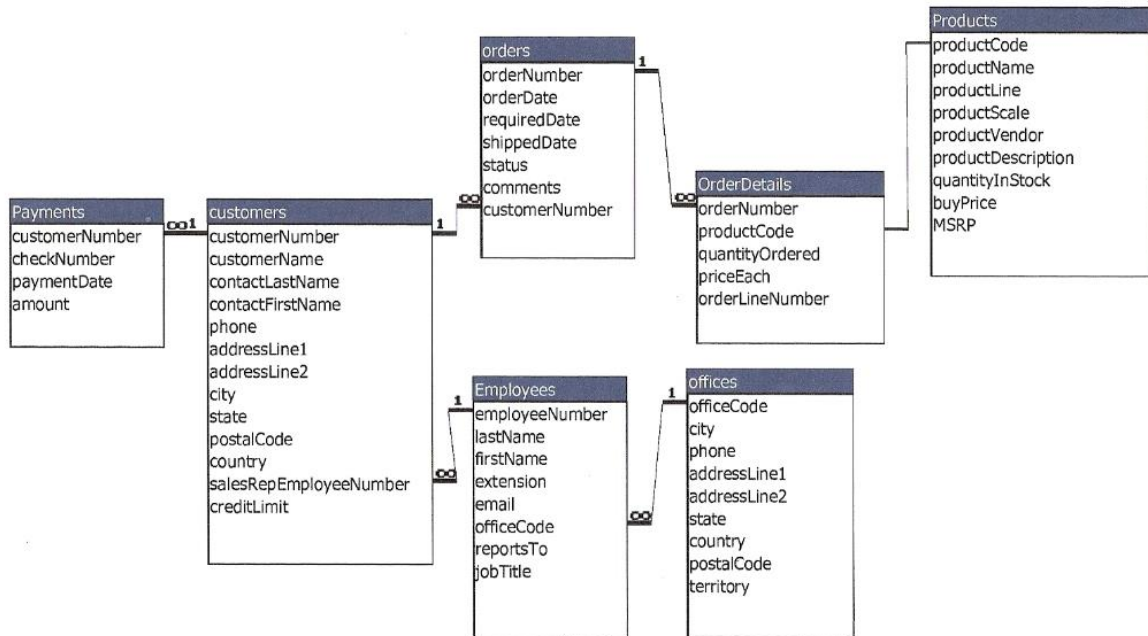 Products
productCode
productName
productLine
productScale
productVendor
productDescription
quantityInStock
buyPrice
MSRP
orders
orderNumber
orderDate
requiredDate
shippedDate
status
comments
customerNumber
1
∞
OrderDetails
orderNumber
productCode
quantityOrdered
priceEach
orderLineNumber
∞
Payments
customerNumber
checkNumber
paymentDate
amount
∞1
customers
customerNumber
customerName
contactLastName
contactFirstName
phone
addressLine1
addressLine2
city
state
postalCode
country
salesRepEmployeeNumber
creditLimit
1
∞
Employees
employeeNumber
lastName
firstName
extension
email
officeCode
reportsTo
jobTitle
1
∞
offices
officeCode
city
phone
addressLine1
addressLine2
state
country
postalCode
territory
1